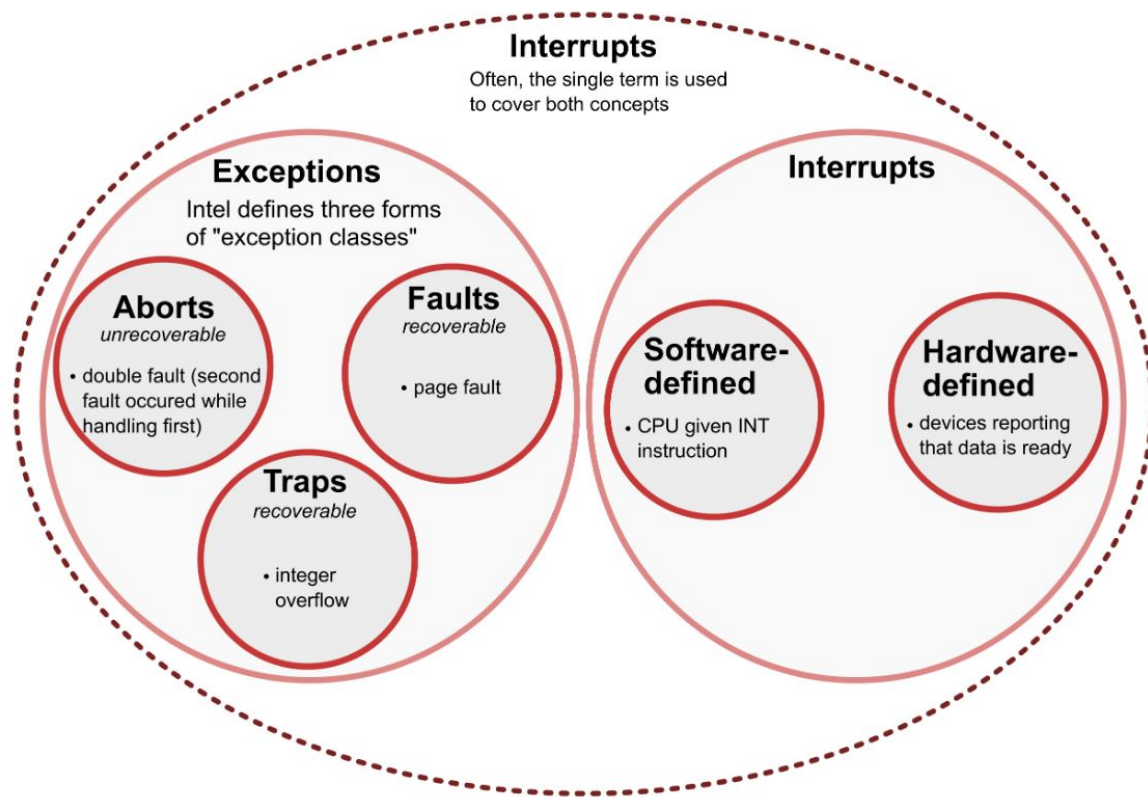 Interrupts
Often, the single term is used
to cover both concepts
Exceptions
Intel defines three forms
of "exception classes"
Aborts
unrecoverable
• double fault (second
fault occured while
handling first)
Faults
recoverable
• page fault
Traps
recoverable
• integer
overflow
Interrupts
Software-
defined
• CPU given INT
instruction
Hardware-
defined
• devices reporting
that data is ready